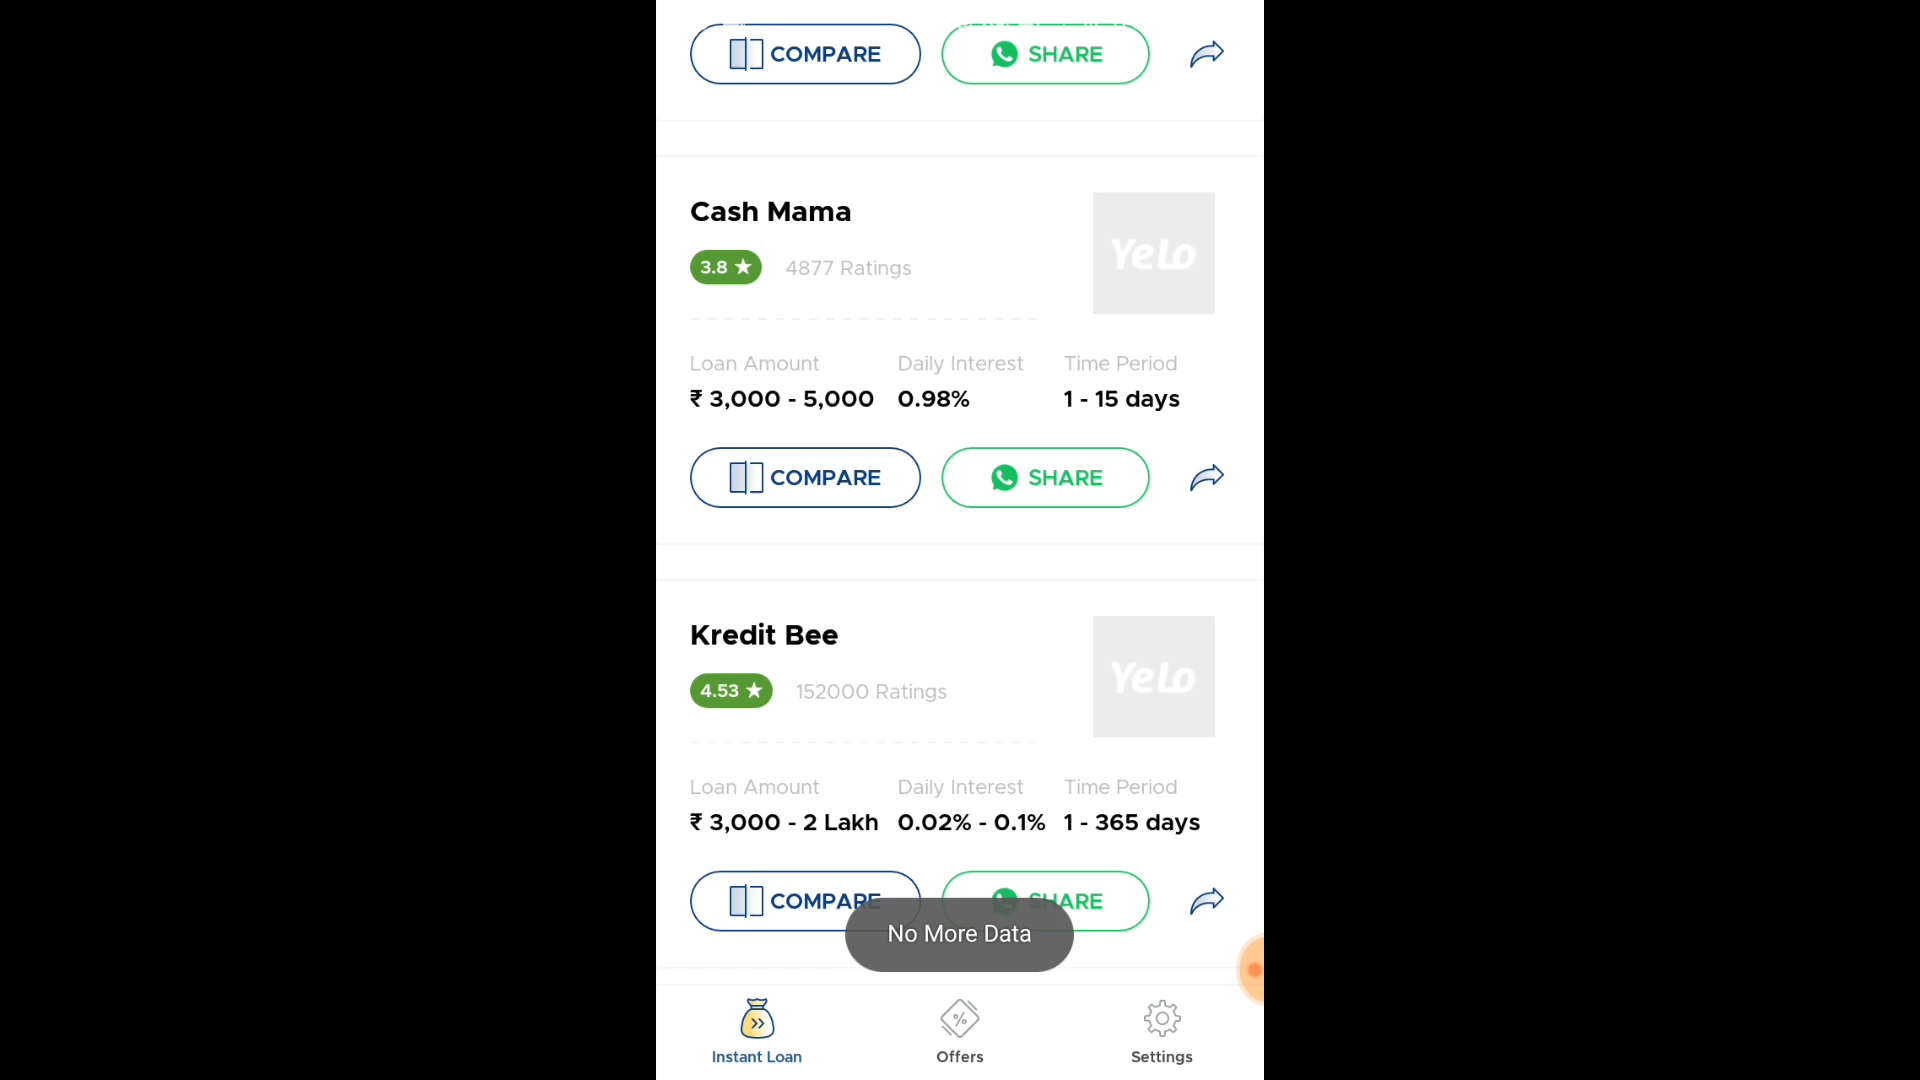 COMPARE SHARE
Cash Mama
YeLo
3.8 ★ 4877 Ratings
Loan Amount Daily Interest Time Period
₹ 3,000 - 5,000 0.98% 1 - 15 days
COMPARE SHARE
Kredit Bee
YeLo
4.53 ★ 152000 Ratings
Loan Amount Daily Interest Time Period
₹ 3,000 - 2 Lakh 0.02% - 0.1% 1 - 365 days
COMPARE SHARE
No More Data
Instant Loan Offers Settings